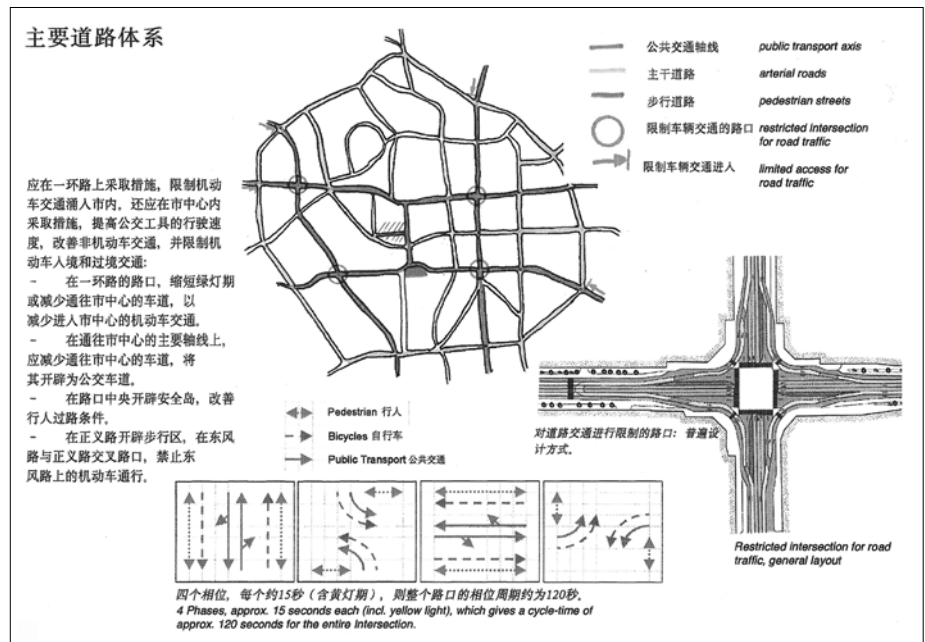 主要道路体系
公共交通轴线 public transport axis
主干道路 arterial roads
步行道路 pedestrian streets
限制车辆交通的路口 restricted intersection
for road traffic
限制车辆交通进人 limited access for
road traffic
应在一环路上采取措施，限制机动
车交通涌人市内，还应在市中心内
采取措施，提高公交工具的行驶速
度，改善非机动车交通，并限制机
动车人境和过境交通:
- 在一环路的路口，缩短绿灯期
或减少通往市中心的车道，以
减少进人市中心的机动车交通。
- 在通往市中心的主要轴线上，
应减少通往市中心的车道，将
其开辟为公交车道。
- 在路口中央开辟安全岛，改善
行人过路条件。
- 在正义路开辟步行区，在东风
路与正义路交叉路口，禁止东
风路上的机动车通行。
Pedestrian 行人
Bicycles 自行车
Public Transport 公共交通
对道路交通进行限制的路口：普遍设
计方式。
Restricted intersection for road
traffic, general layout
四个相位，每个约15秒（含黄灯期），则整个路口的相位周期约为120秒。
4 Phases, approx. 15 seconds each (incl. yellow light), which gives a cycle-time of
approx. 120 seconds for the entire Intersection.